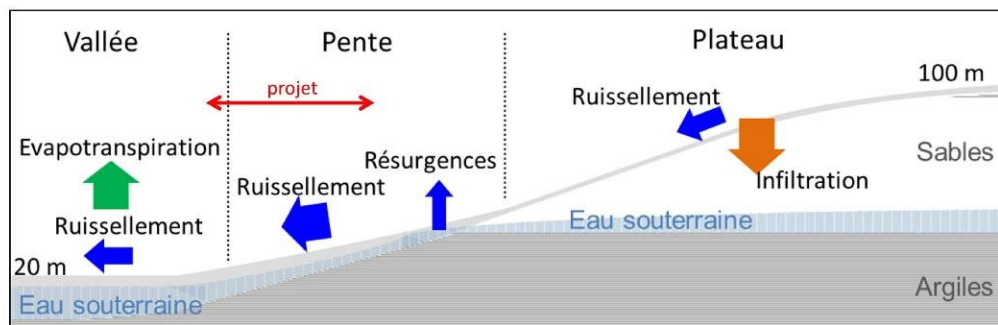 Vallée
Pente
Plateau
projet
100 m
Ruissellement
Evapotranspiration
Résurgences
Sables
Ruissellement
Infiltration
Ruissellement
Eau souterraine
20 m
Argiles
Eau souterraine